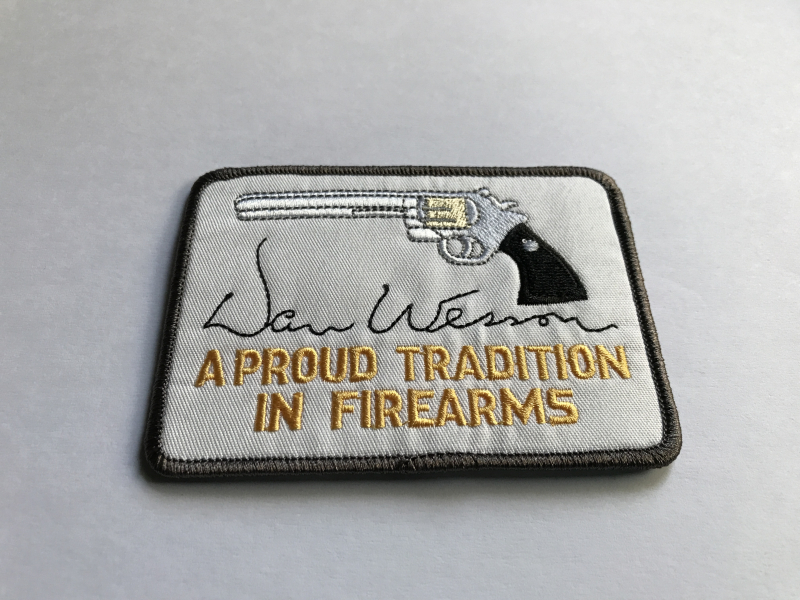 Dan Wesson
A PROUD TRADITION
IN FIREARMS